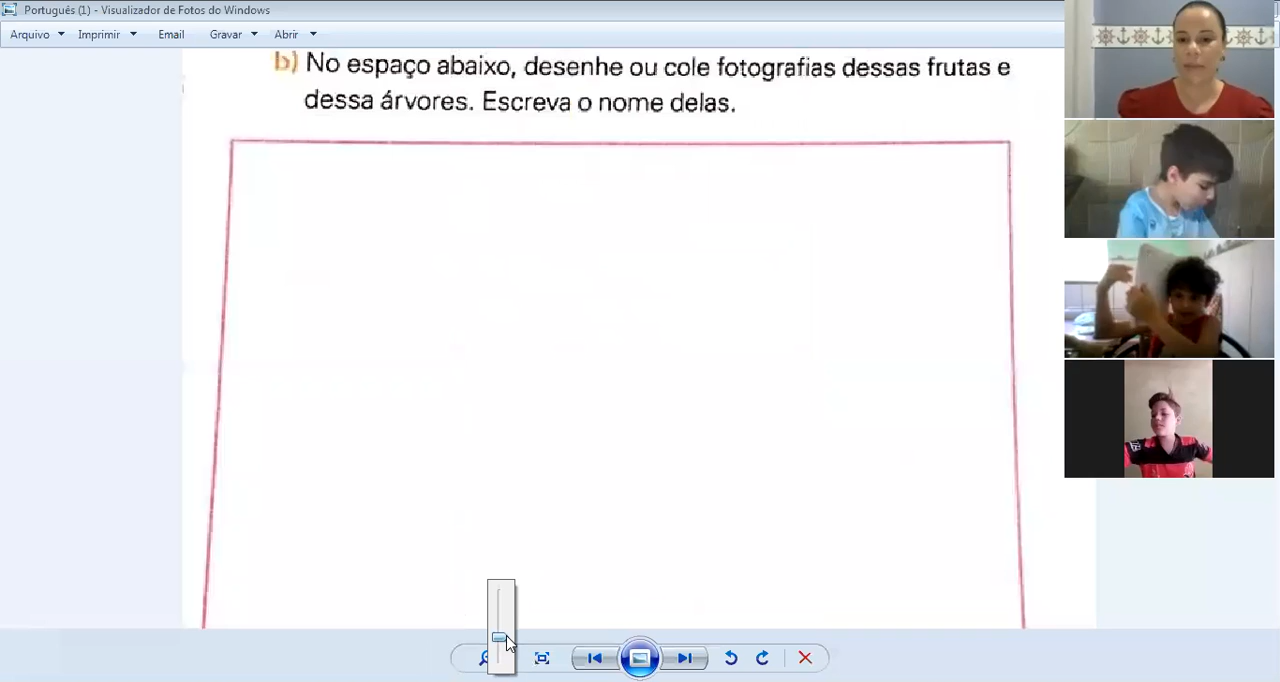 Português (1) - Visualizador de Fotos do Windows
Arquivo Imprimir Email Gravar Abrir
b) No espaço abaixo, desenhe ou cole fotografias dessas frutas e
dessa árvores. Escreva o nome delas.